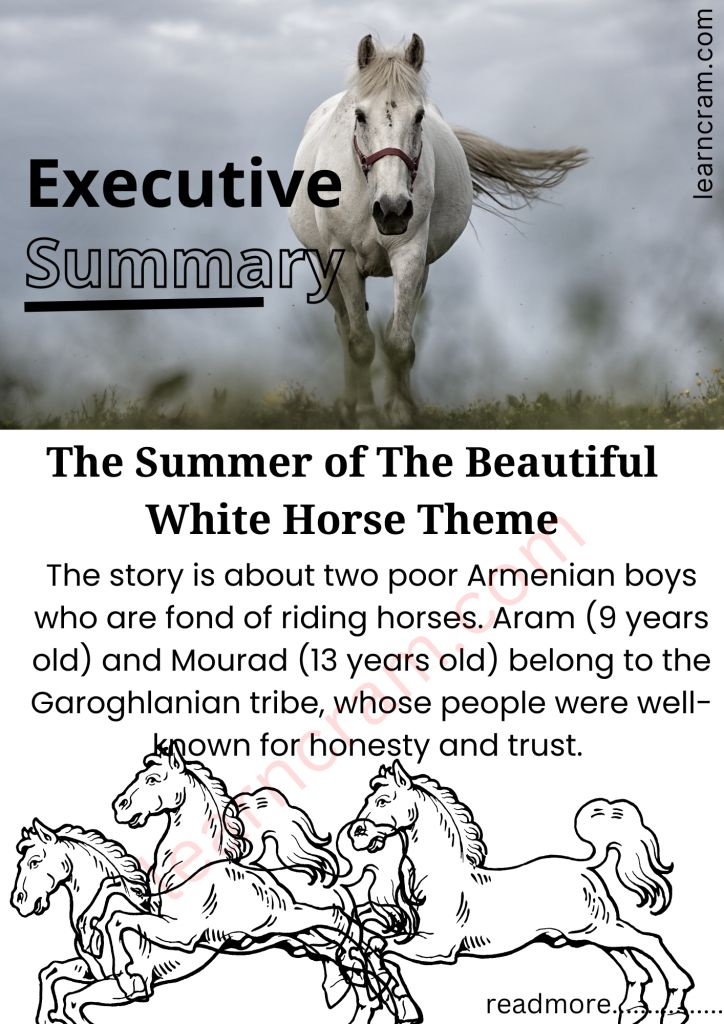 learncram.com
Executive
Summary
The Summer of The Beautiful
White Horse Theme
The story is about two poor Armenian boys
who are fond of riding horses. Aram (9 years
old) and Mourad (13 years old) belong to the
Garoghlanian tribe, whose people were well-
known for honesty and trust.
learncram.com
readmore..............